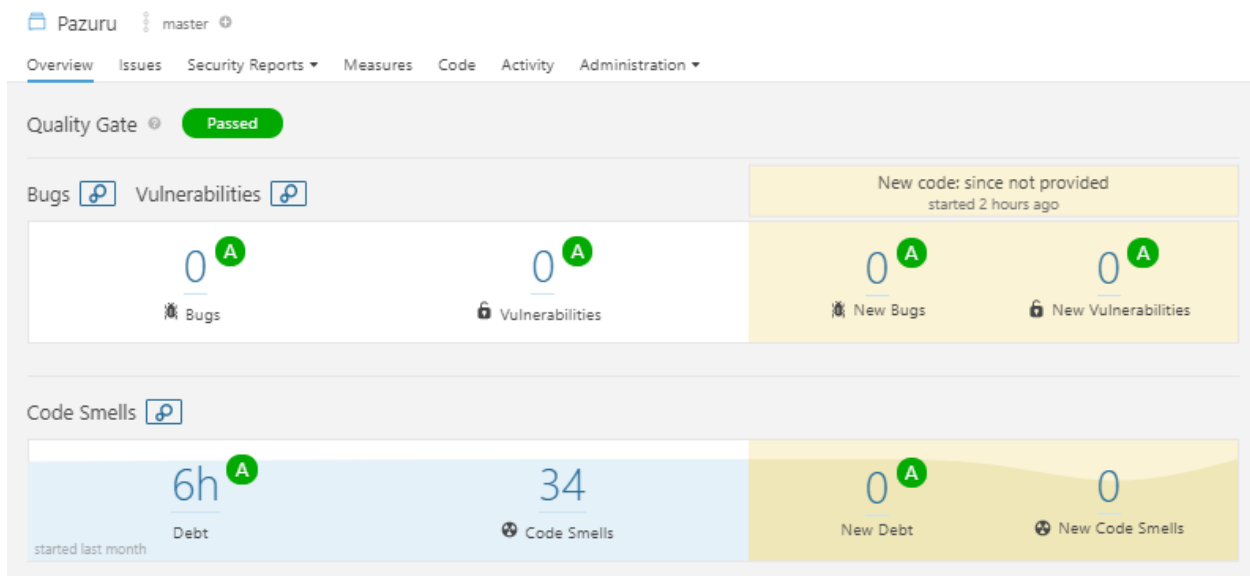 Pazuru master
Overview Issues Security Reports Measures Code Activity Administration
Quality Gate Passed
Bugs Vulnerabilities
New code: since not provided
started 2 hours ago
0 A 0 A 0 A 0 A
Bugs Vulnerabilities New Bugs New Vulnerabilities
Code Smells
6h A 34 0 A 0
Debt Code Smells New Debt New Code Smells
started last month